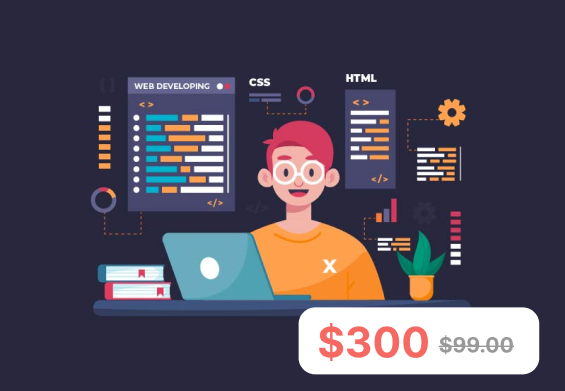 WEB DEVELOPING
CSS
HTML
< >
< >
</>
</>
</>
{ }
X
$300 $99.00